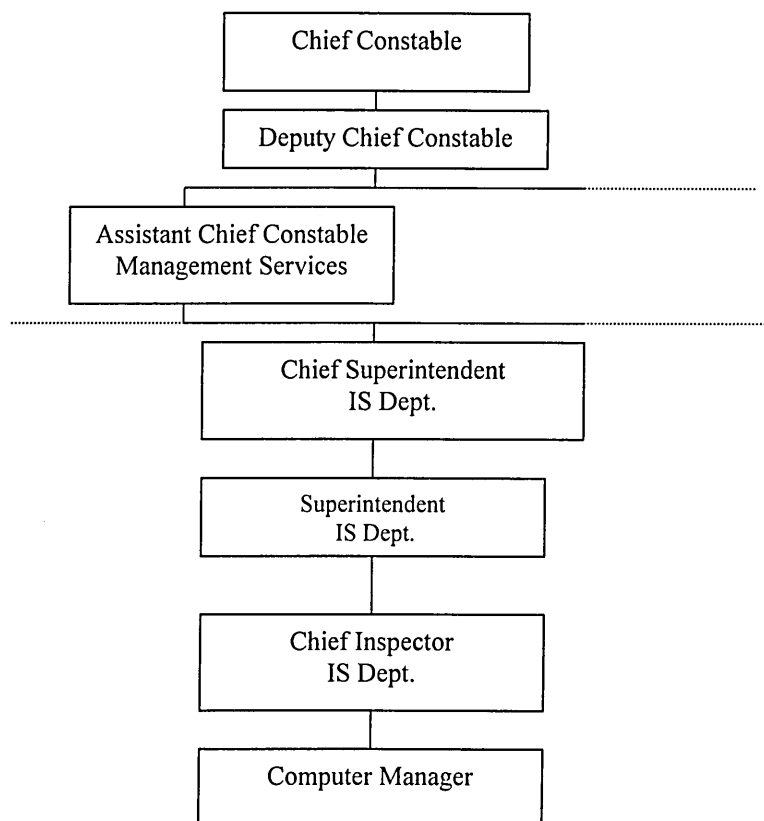 Chief Constable
Deputy Chief Constable
Assistant Chief Constable
Management Services
Chief Superintendent
IS Dept.
Superintendent
IS Dept.
Chief Inspector
IS Dept.
Computer Manager